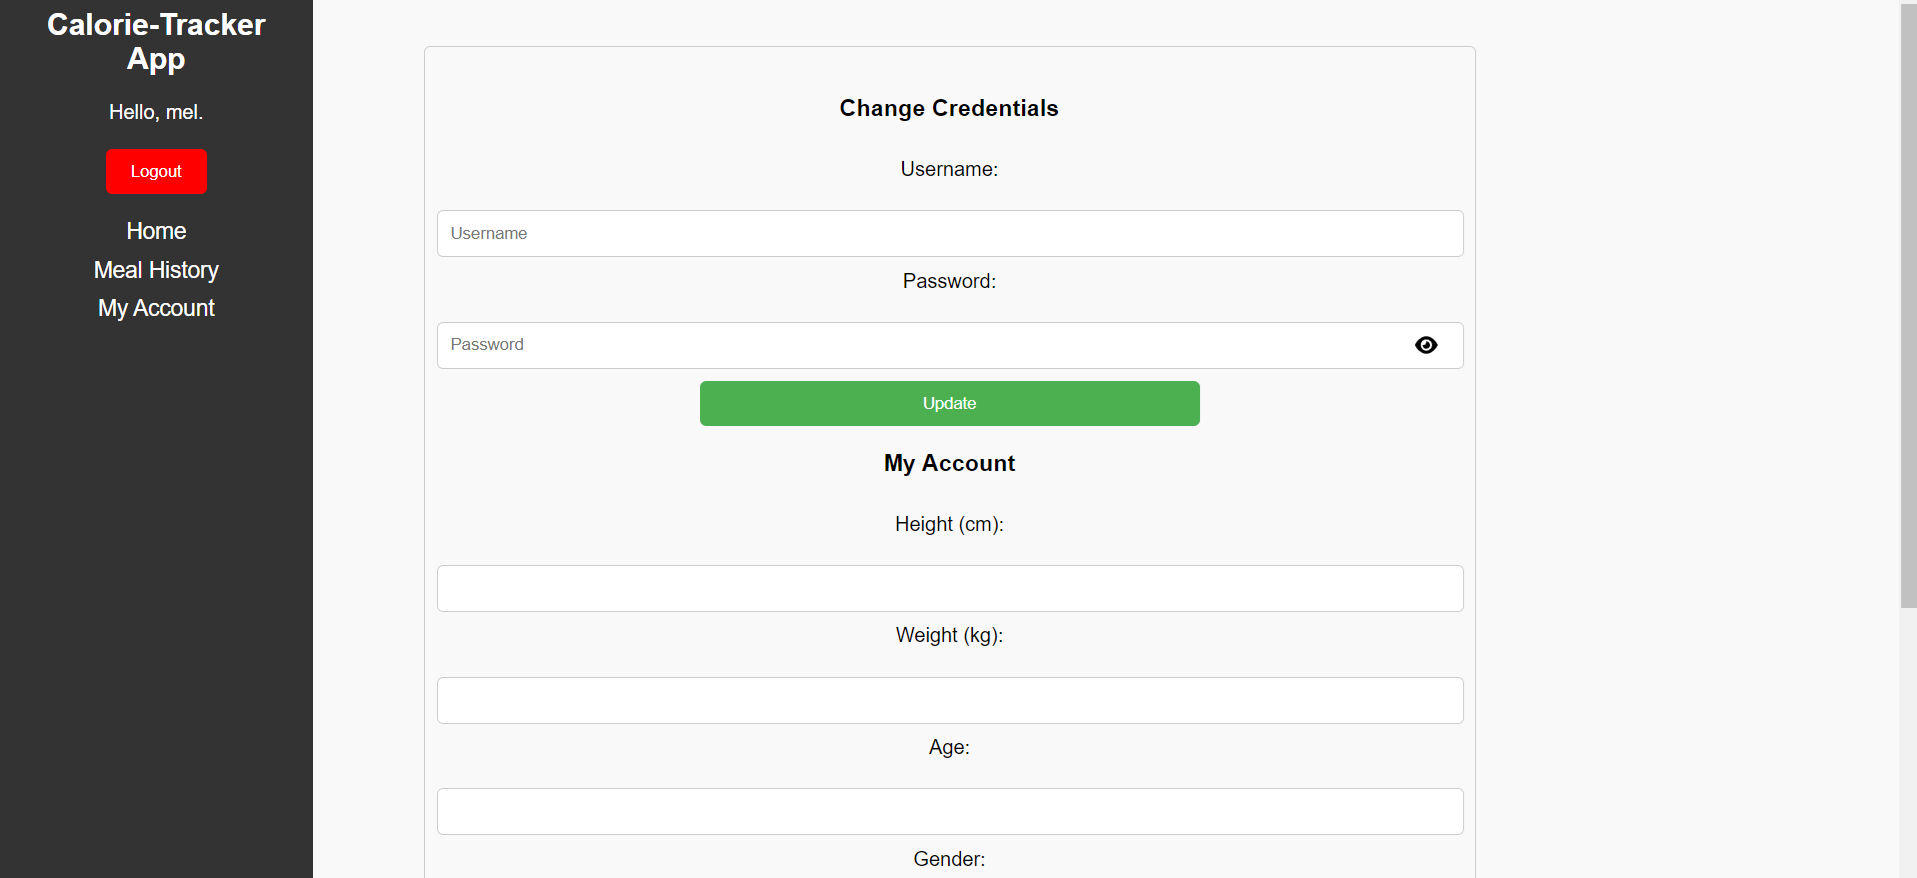 Calorie-Tracker
App
Hello, mel.
Logout
Home
Meal History
My Account
Change Credentials
Username:
Username
Password:
Password
Update
My Account
Height (cm):
Weight (kg):
Age:
Gender: